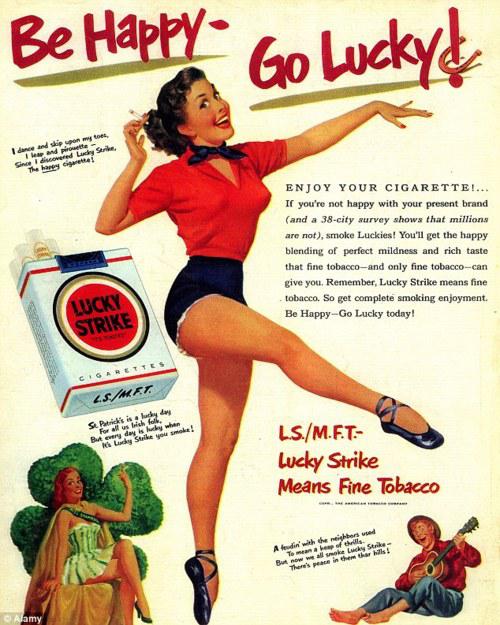 Be Happy-
Go Lucky!
I dance and skip upon my toes,
I leap and pirouette –
Since I discovered Lucky Strike,
The happy cigarette!
ENJOY YOUR CIGARETTE!...
If you're not happy with your present brand
(and a 38-city survey shows that millions
are not), smoke Luckies! You'll get the happy
blending of perfect mildness and rich taste
that fine tobacco—and only fine tobacco—can
give you. Remember, Lucky Strike means fine
tobacco. So get complete smoking enjoyment.
Be Happy—Go Lucky today!
LUCKY
STRIKE
"IT'S TOASTED"
CIGARETTES
L.S./M.F.T.
St. Patrick's is a lucky day
For all us Irish folk,
But every day is lucky when
It's Lucky Strike you smoke!
L.S./M.F.T.-
Lucky Strike
Means Fine Tobacco
COPR., THE AMERICAN TOBACCO COMPANY
A feudin' with the neighbors used
To mean a heap of thrills.
But now we all smoke Lucky Strike –
There's peace in them thar hills!
© Alamy